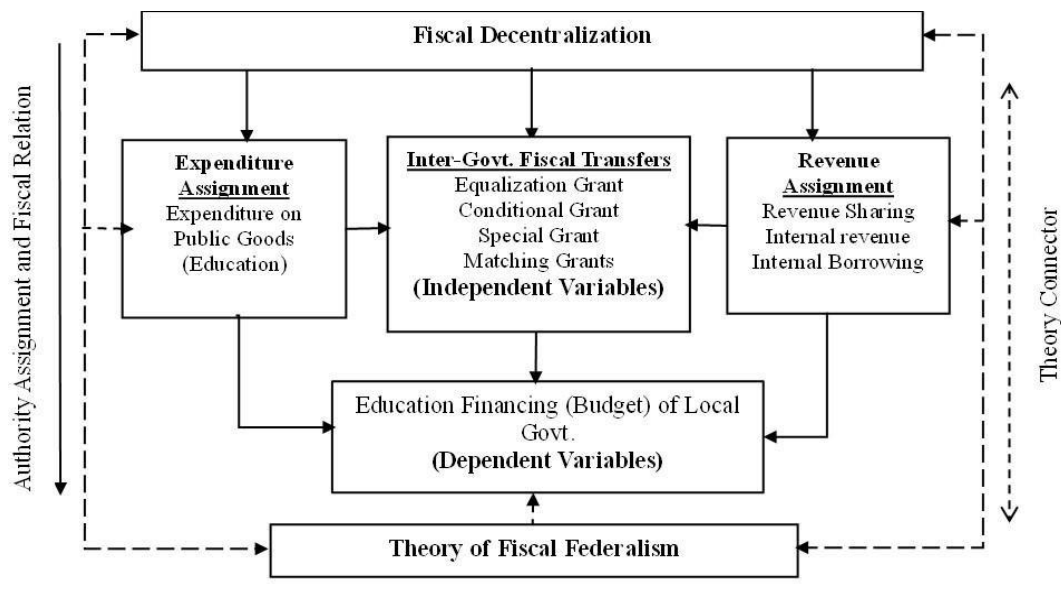 Fiscal Decentralization
Authority Assignment and Fiscal Relation
Expenditure
Assignment
Expenditure on
Public Goods
(Education)
Inter-Govt. Fiscal Transfers
Equalization Grant
Conditional Grant
Special Grant
Matching Grants
(Independent Variables)
Revenue
Assignment
Revenue Sharing
Internal revenue
Internal Borrowing
Theory Connector
Education Financing (Budget) of Local
Govt.
(Dependent Variables)
Theory of Fiscal Federalism